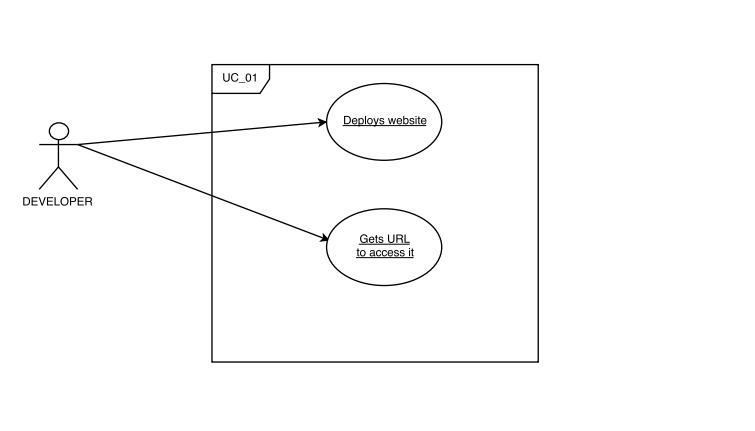 UC_01
Deploys website
DEVELOPER
Gets URL
to access it